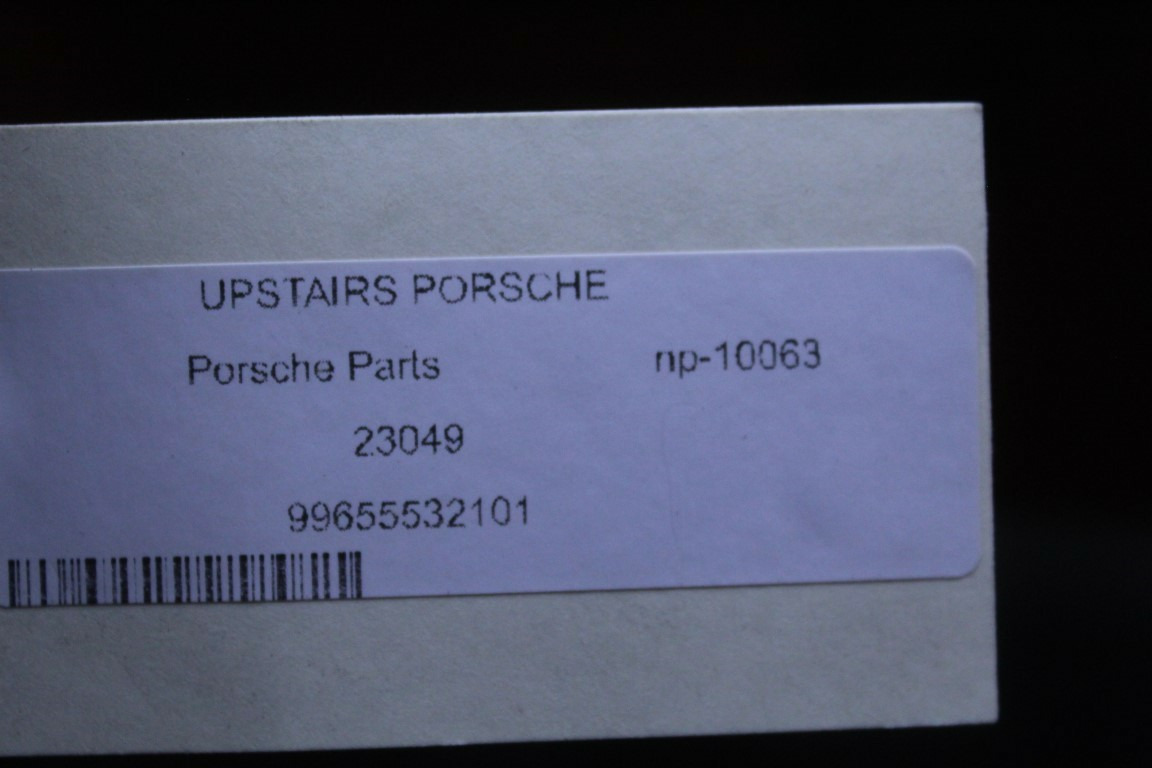 UPSTAIRS PORSCHE
Porsche Parts np-10063
23049
99655532101